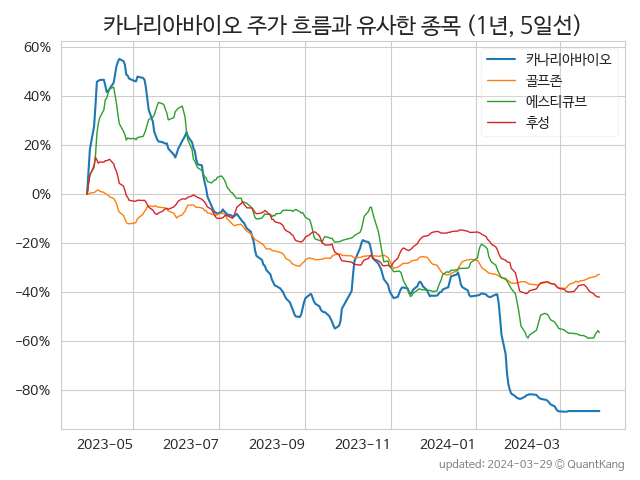 카나리아바이오 주가 흐름과 유사한 종목 (1년, 5일선)
카나리아바이오
골프존
에스티큐브
후성
60%
40%
20%
0%
−20%
−40%
−60%
−80%
2023-05 2023-07 2023-09 2023-11 2024-01 2024-03
updated: 2024-03-29 © QuantKang